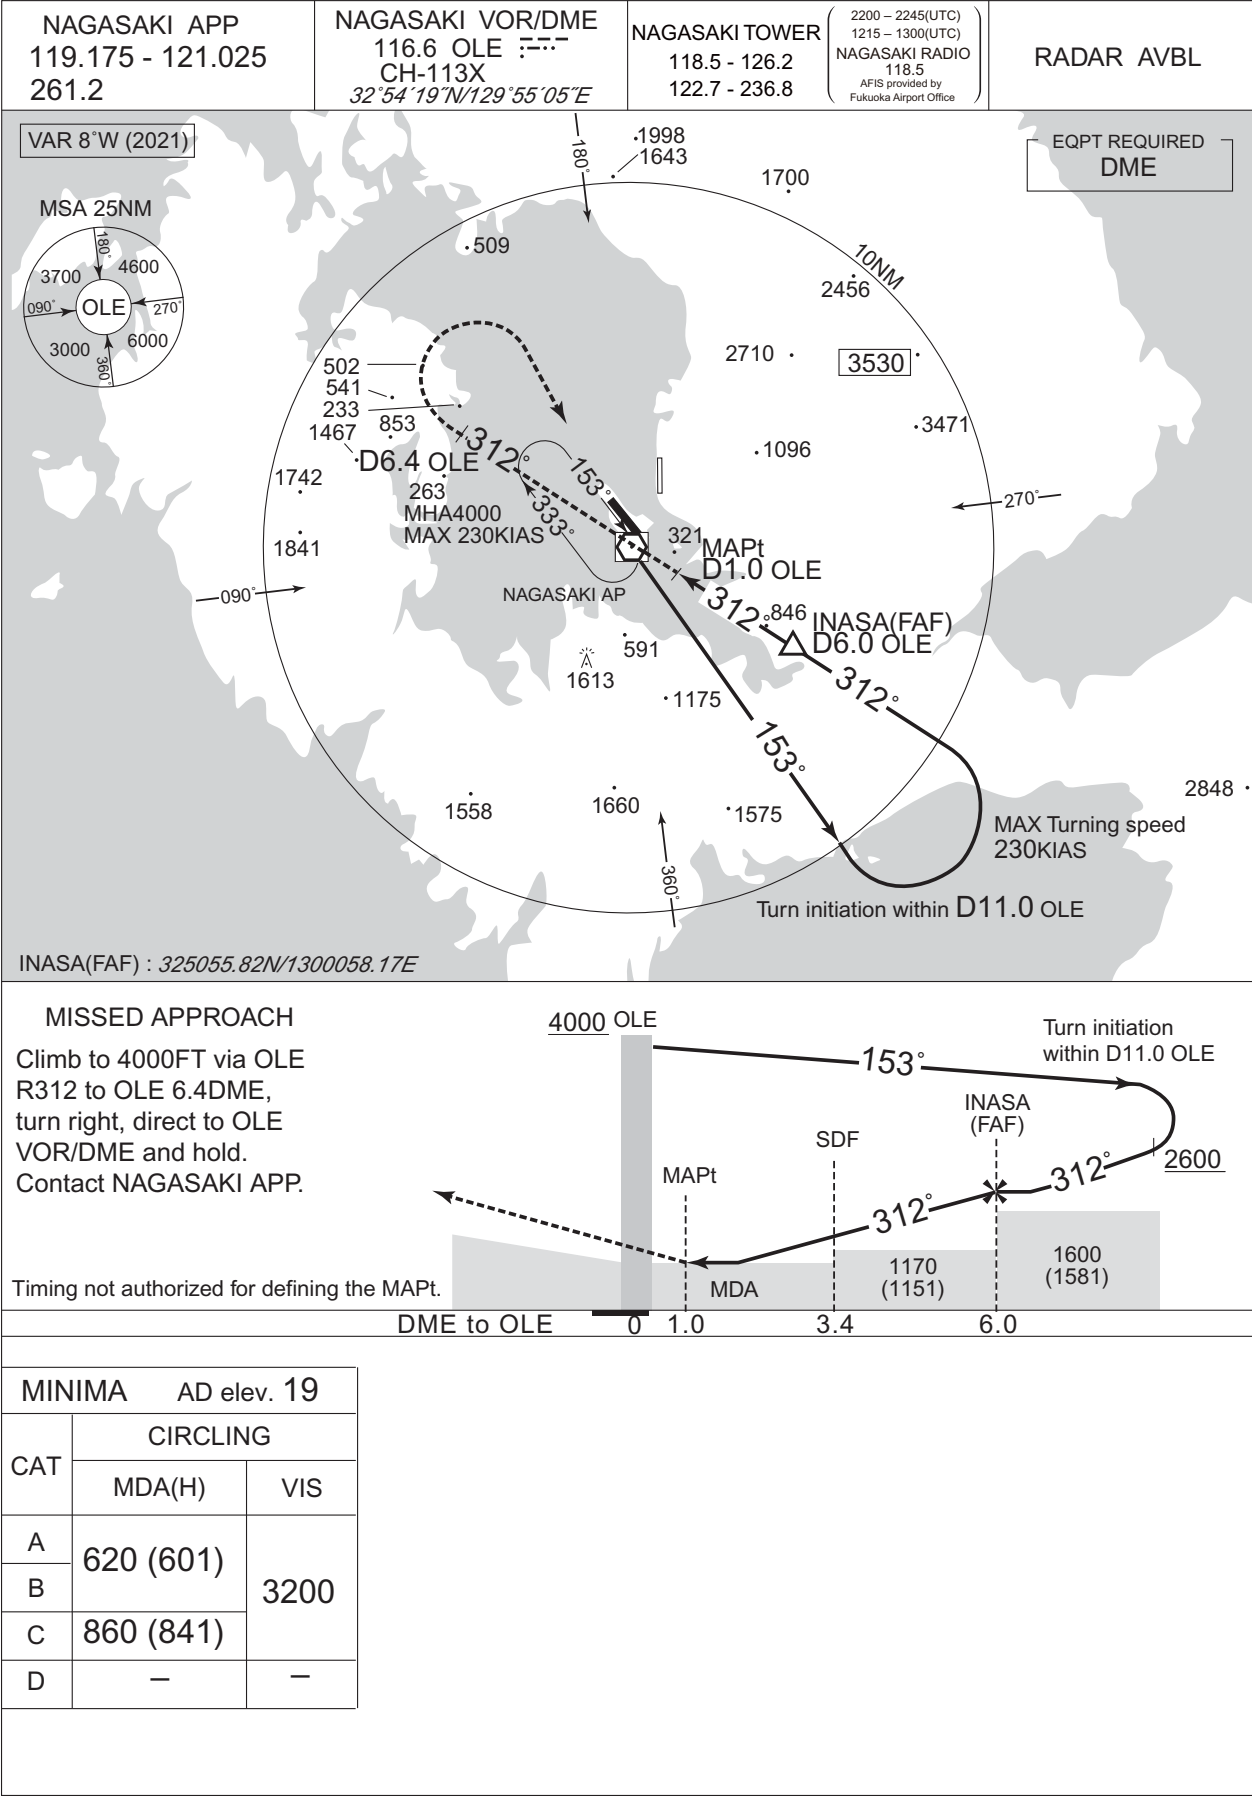 NAGASAKI APP
119.175 - 121.025
261.2
NAGASAKI VOR/DME
116.6 OLE
CH-113X
32°54´19˝N/129°55´05˝E
NAGASAKI TOWER
118.5 - 126.2
122.7 - 236.8
2200 – 2245(UTC)
1215 – 1300(UTC)
NAGASAKI RADIO
118.5
AFIS provided by
Fukuoka Airport Office
RADAR AVBL
VAR 8°W (2021)
EQPT REQUIRED
DME
MSA 25NM
180°
3700
4600
090°
OLE
270°
3000
6000
360°
180°
1998
1643
1700
509
10NM
2456
2710
3530
502
541
233
853
1467
3471
312°
D6.4 OLE
153°
1096
1742
263
MHA4000
MAX 230KIAS
333°
270°
1841
321
MAPt
D1.0 OLE
090°
NAGASAKI AP
312°
846
INASA(FAF)
D6.0 OLE
591
1613
312°
1175
153°
2848
1558
1660
1575
MAX Turning speed
230KIAS
360°
Turn initiation within D11.0 OLE
INASA(FAF) : 325055.82N/1300058.17E
MISSED APPROACH
Climb to 4000FT via OLE
R312 to OLE 6.4DME,
turn right, direct to OLE
VOR/DME and hold.
Contact NAGASAKI APP.
4000 OLE
Turn initiation
within D11.0 OLE
153°
INASA
(FAF)
SDF
MAPt
2600
312°
312°
1170
(1151)
1600
(1581)
MDA
Timing not authorized for defining the MAPt.
DME to OLE 0 1.0 3.4 6.0
MINIMA AD elev. 19
CAT
CIRCLING
MDA(H) VIS
A
620 (601)
B
3200
C 860 (841)
D – –